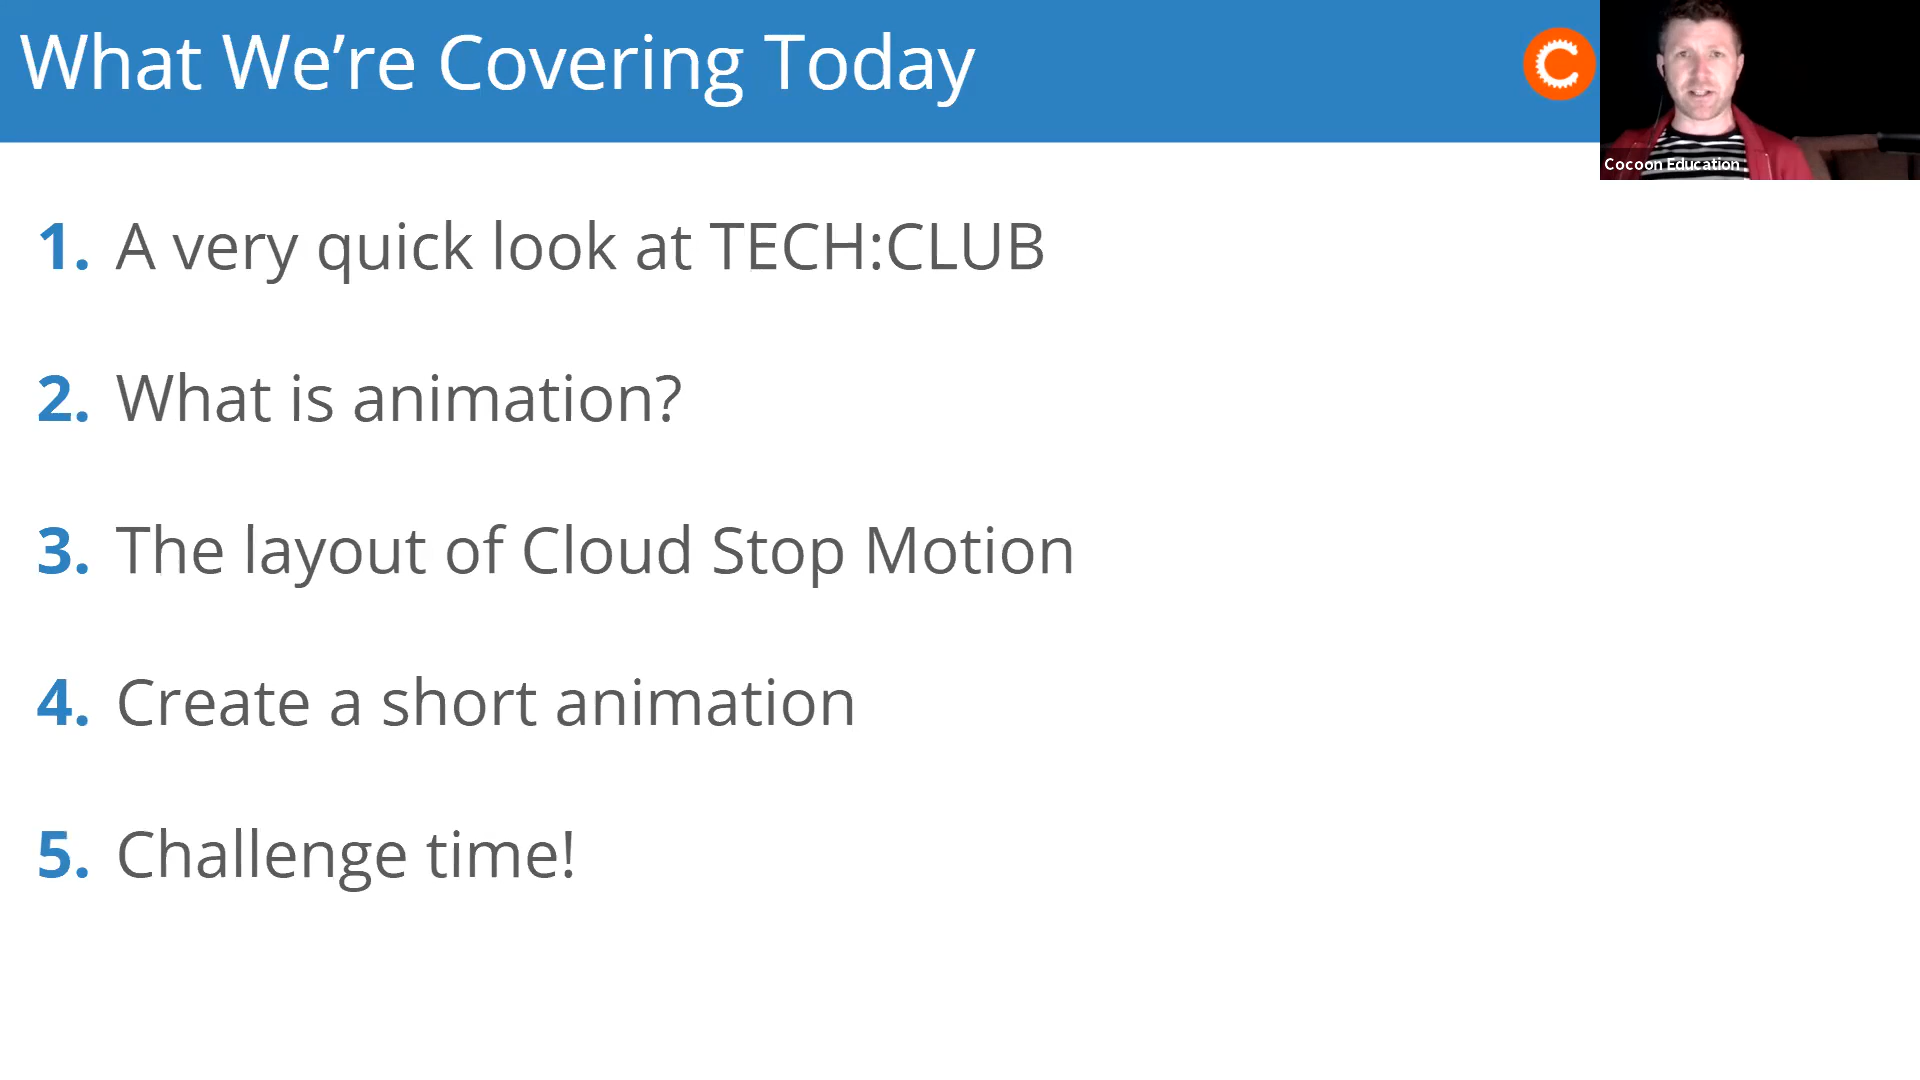 What We’re Covering Today
C
Cocoon Education
1. A very quick look at TECH:CLUB
2. What is animation?
3. The layout of Cloud Stop Motion
4. Create a short animation
5. Challenge time!